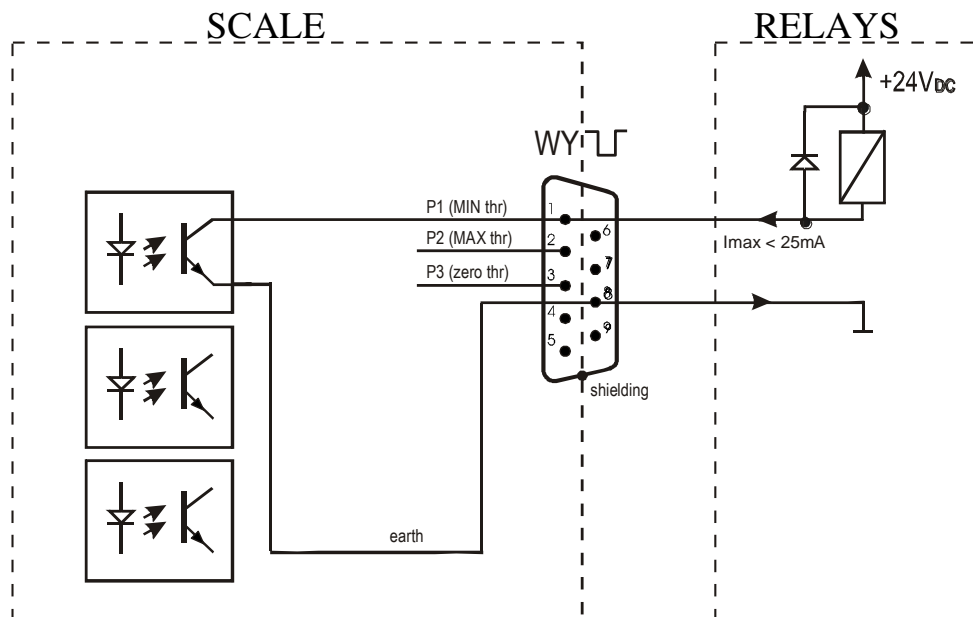 SCALE
RELAYS
+24VDC
WY
P1 (MIN thr)
P2 (MAX thr)
P3 (zero thr)
1
2
3
4
5
6
7
8
9
Imax < 25mA
shielding
earth